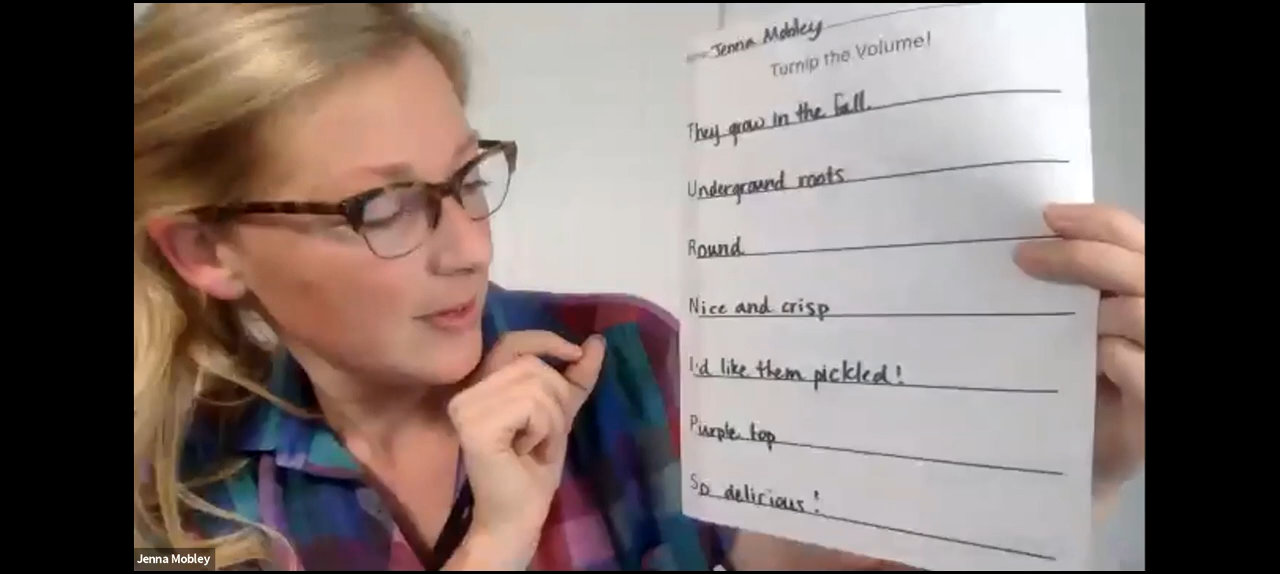 Jenna Mobley
Turnip the Volume!
They grow in the fall.
Underground roots
Round
Nice and crisp
I'd like them pickled!
Purple top
So delicious!
Jenna Mobley